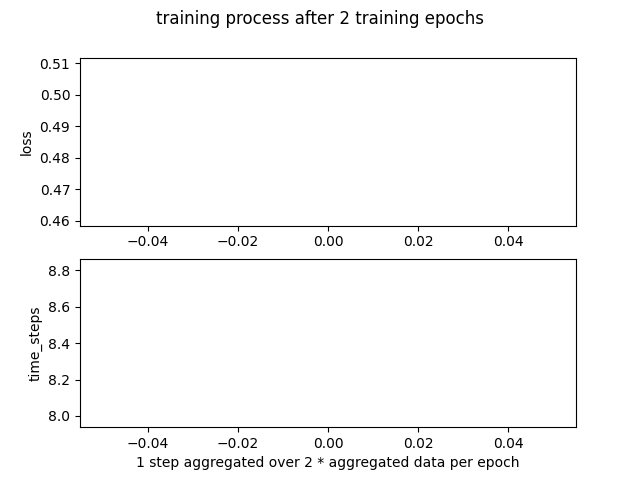 training process after 2 training epochs
0.51
0.50
0.49
0.48
0.47
0.46
loss
−0.04 −0.02 0.00 0.02 0.04
8.8
8.6
8.4
8.2
8.0
time_steps
−0.04 −0.02 0.00 0.02 0.04
1 step aggregated over 2 * aggregated data per epoch